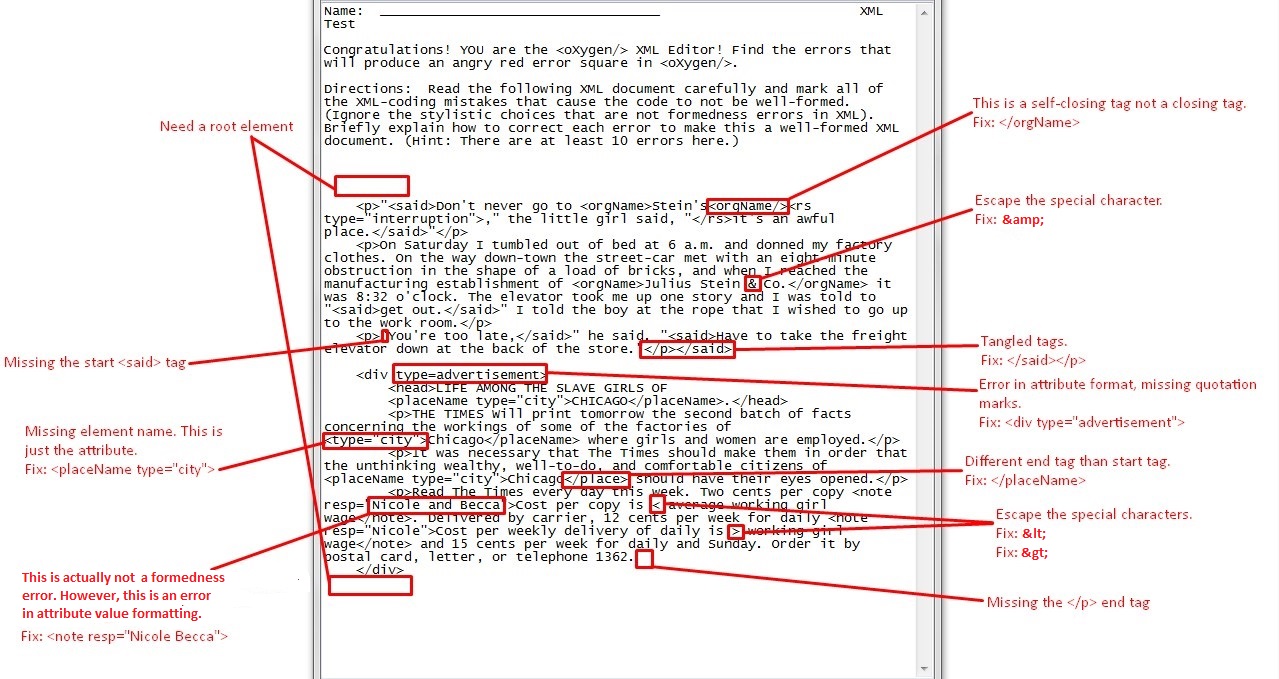 Name: ___________________________________ XML
Test
Congratulations! YOU are the <oXygen/> XML Editor! Find the errors that
will produce an angry red error square in <oXygen/>.
Directions: Read the following XML document carefully and mark all of
the XML-coding mistakes that cause the code to not be well-formed.
(Ignore the stylistic choices that are not formedness errors in XML).
Briefly explain how to correct each error to make this a well-formed XML
document. (Hint: There are at least 10 errors here.)
<p>"<said>Don't never go to <orgName>Stein's<orgName/><rs
type="interruption">," the little girl said, "</rs>it's an awful
place.</said>"</p>
<p>On Saturday I tumbled out of bed at 6 a.m. and donned my factory
clothes. On the way down-town the street-car met with an eight minute
obstruction in the shape of a load of bricks, and when I reached the
manufacturing establishment of <orgName>Julius Stein & Co.</orgName> it
was 8:32 o'clock. The elevator took me up one story and I was told to
"<said>get out.</said>" I told the boy at the rope that I wished to go up
to the work room.</p>
<p>"You're too late,</said>" he said, "<said>Have to take the freight
elevator down at the back of the store."</p></said>
<div type=advertisement>
<head>LIFE AMONG THE SLAVE GIRLS OF
<placeName type="city">CHICAGO</placeName>.</head>
<p>THE TIMES Will print tomorrow the second batch of facts
concerning the workings of some of the factories of
<type="city">Chicago</placeName> where girls and women are employed.</p>
<p>It was necessary that The Times should make them in order that
the unthinking wealthy, well-to-do, and comfortable citizens of
<placeName type="city">Chicago</place> should have their eyes opened.</p>
<p>Read The Times every day this week. Two cents per copy <note
resp="Nicole and Becca">Cost per copy is < average working girl
wage</note>. Delivered by carrier, 12 cents per week for daily <note
resp="Nicole">Cost per weekly delivery of daily is > working girl
wage</note> and 15 cents per week for daily and Sunday. Order it by
postal card, letter, or telephone 1362.
</div>
Need a root element
Missing the start <said> tag
Missing element name. This is
just the attribute.
Fix: <placeName type="city">
This is actually not a formedness
error. However, this is an error
in attribute value formatting.
Fix: <note resp="Nicole Becca">
This is a self-closing tag not a closing tag.
Fix: </orgName>
Escape the special character.
Fix: &amp;
Tangled tags.
Fix: </said></p>
Error in attribute format, missing quotation
marks.
Fix: <div type="advertisement">
Different end tag than start tag.
Fix: </placeName>
Escape the special characters.
Fix: &lt;
Fix: &gt;
Missing the </p> end tag